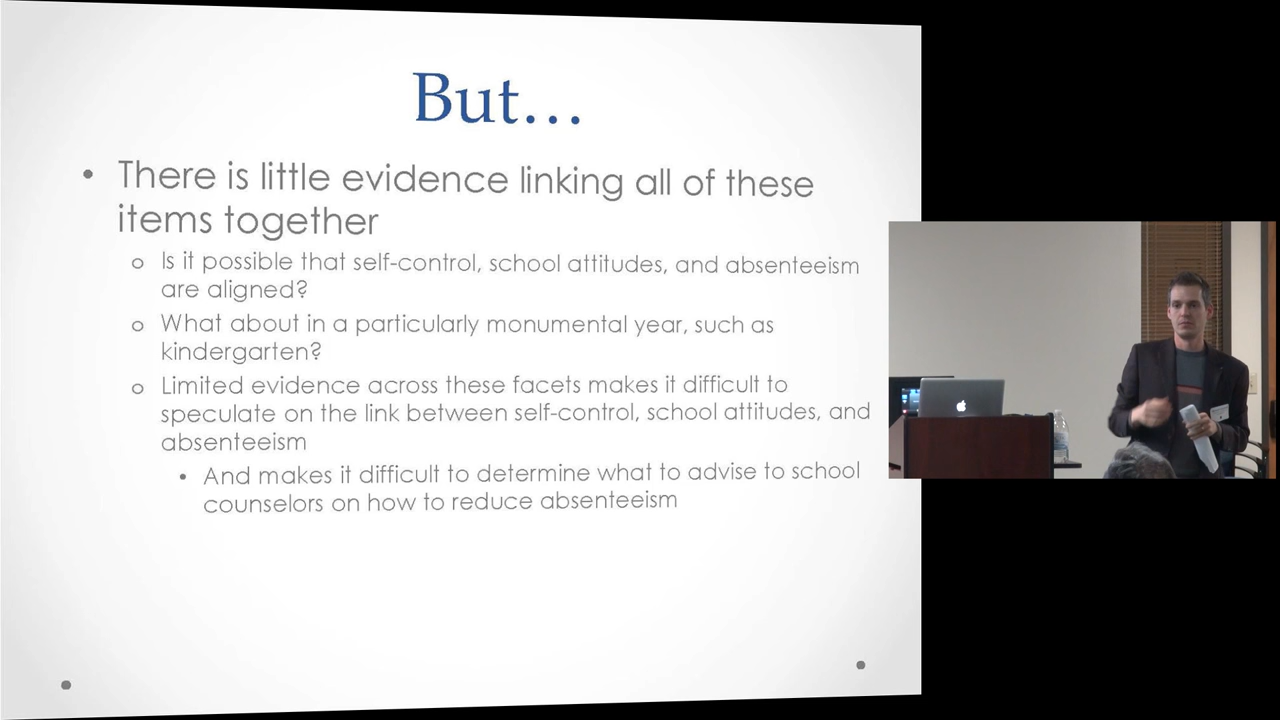 But…
• There is little evidence linking all of these
items together
o Is it possible that self-control, school attitudes, and absenteeism
are aligned?
o What about in a particularly monumental year, such as
kindergarten?
o Limited evidence across these facets makes it difficult to
speculate on the link between self-control, school attitudes, and
absenteeism
• And makes it difficult to determine what to advise to school
counselors on how to reduce absenteeism